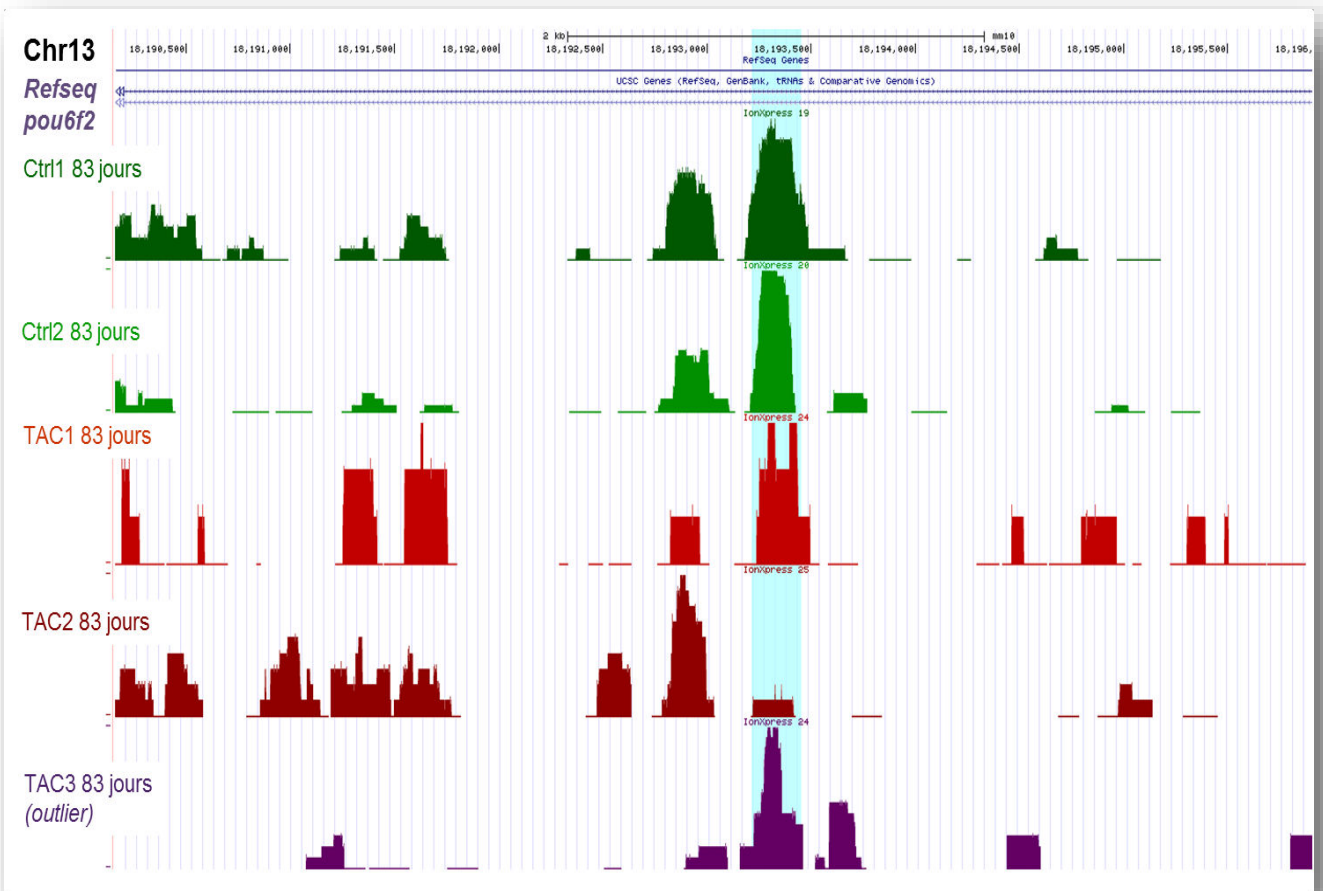 2 kb mm10
Chr13 18,190,500 18,191,000 18,191,500 18,192,000 18,192,500 18,193,000 18,193,500 18,194,000 18,194,500 18,195,000 18,195,500 18,196,
RefSeq Genes
Refseq
UCSC Genes (RefSeq, GenBank, tRNAs & Comparative Genomics)
pou6f2
IonXpress 19
Ctrl1 83 jours
IonXpress 20
Ctrl2 83 jours
IonXpress 24
TAC1 83 jours
IonXpress 25
TAC2 83 jours
IonXpress 24
TAC3 83 jours
(outlier)